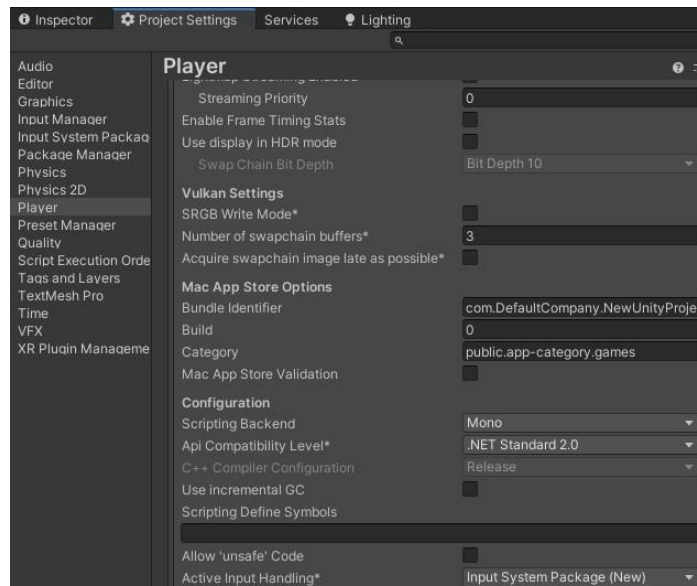 Inspector
Project Settings
Services
Lighting
Audio
Editor
Graphics
Input Manager
Input System Packag
Package Manager
Physics
Physics 2D
Player
Preset Manager
Quality
Script Execution Orde
Tags and Layers
TextMesh Pro
Time
VFX
XR Plugin Manageme
Player
Streaming Priority 0
Enable Frame Timing Stats
Use display in HDR mode
Swap Chain Bit Depth Bit Depth 10
Vulkan Settings
SRGB Write Mode*
Number of swapchain buffers* 3
Acquire swapchain image late as possible*
Mac App Store Options
Bundle Identifier com.DefaultCompany.NewUnityProje
Build 0
Category public.app-category.games
Mac App Store Validation
Configuration
Scripting Backend Mono
Api Compatibility Level* .NET Standard 2.0
C++ Compiler Configuration Release
Use incremental GC
Scripting Define Symbols
Allow 'unsafe' Code
Active Input Handling* Input System Package (New)